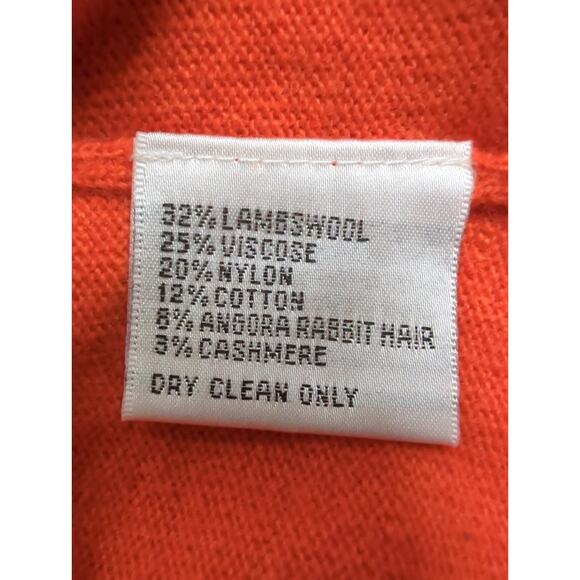 32% LAMBSWOOL
25% VISCOSE
20% NYLON
12% COTTON
8% ANGORA RABBIT HAIR
3% CASHMERE
DRY CLEAN ONLY